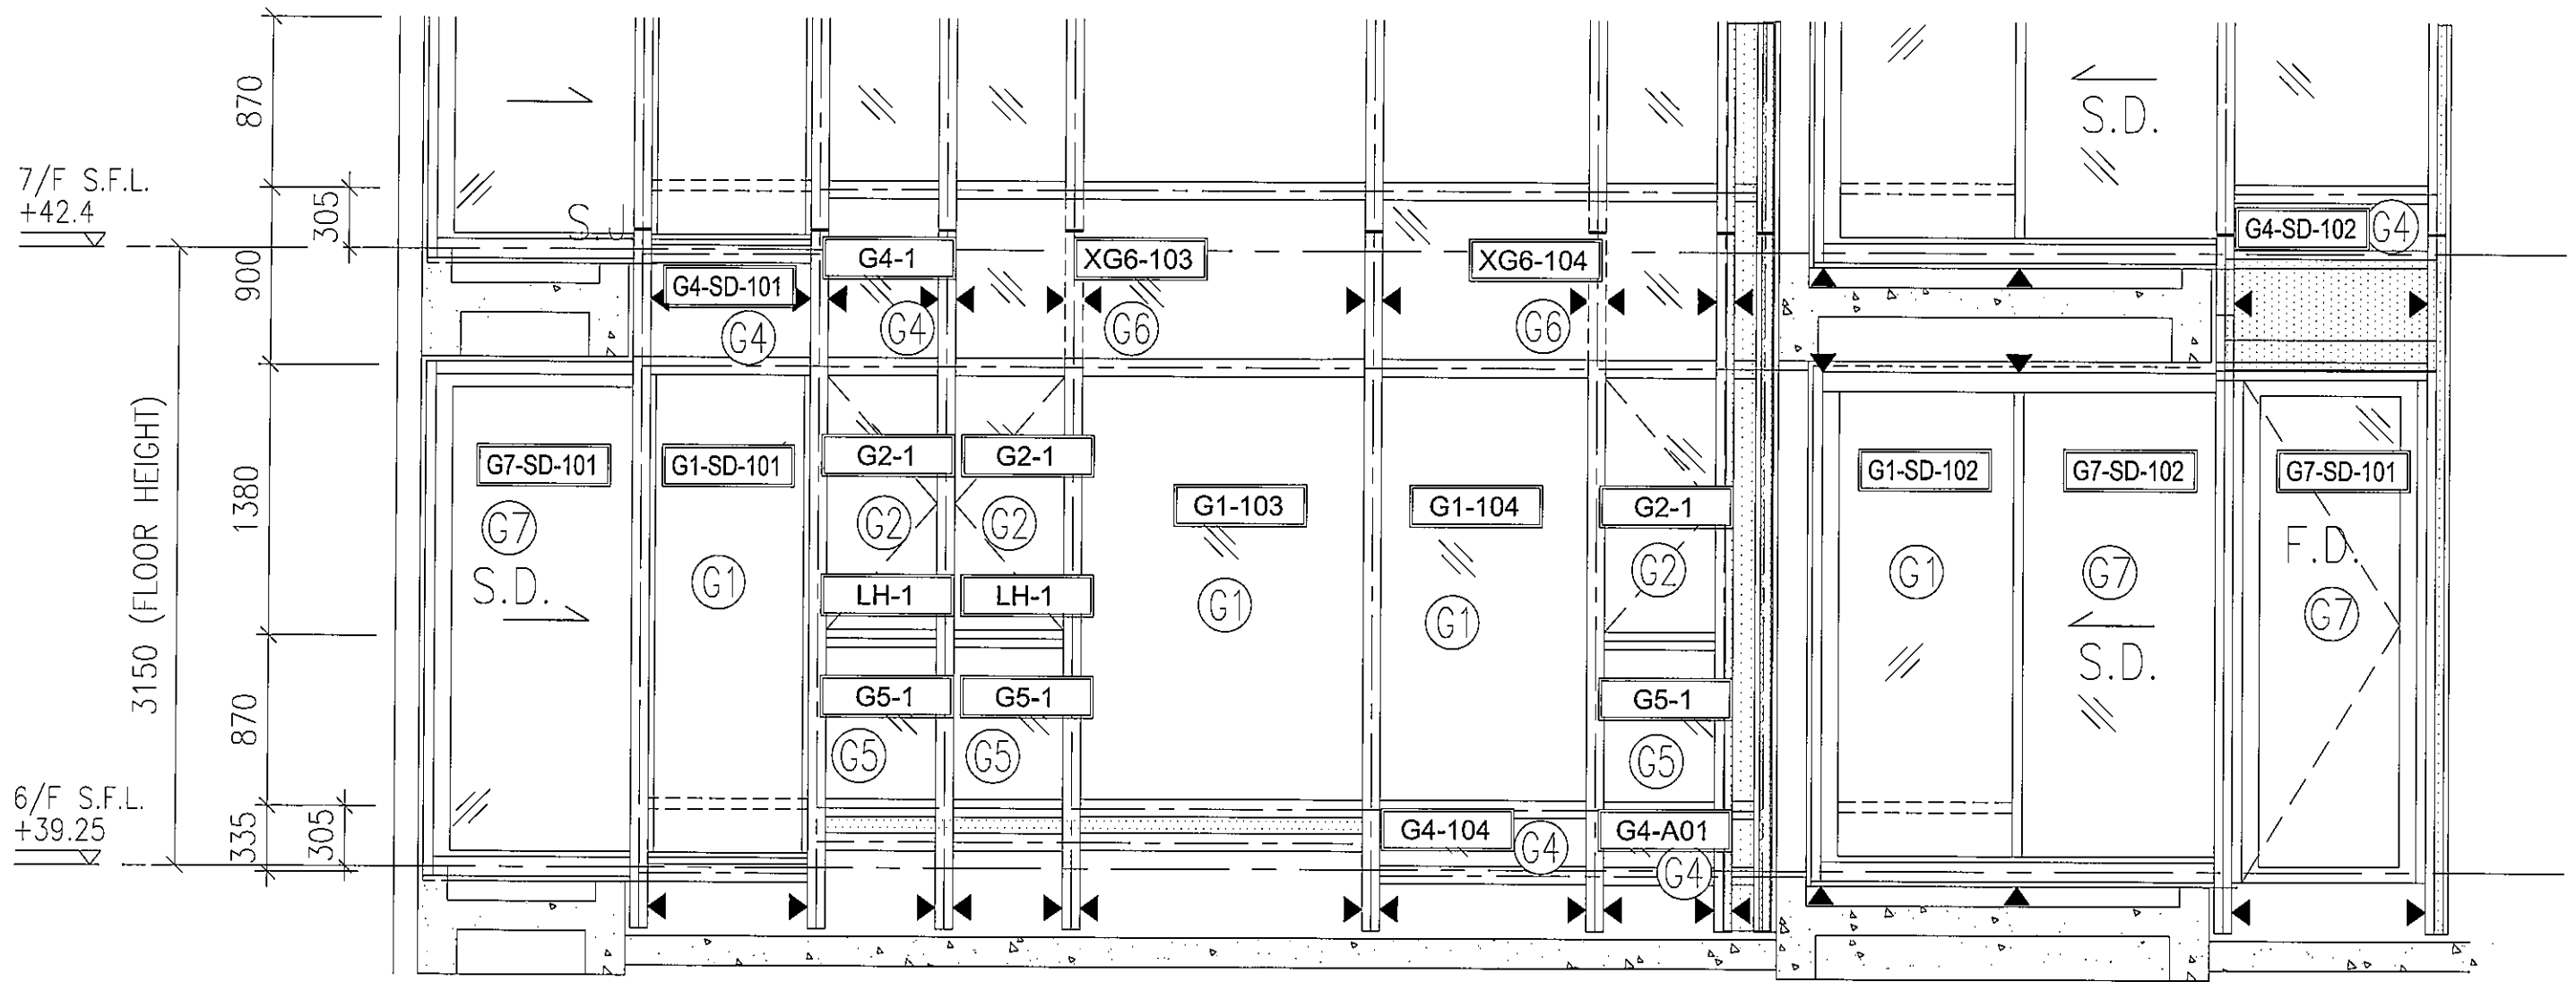 870
S.D.
7/F S.F.L.
+42.4
305
S.J
G4-SD-102
G4
G4-1
XG6-103
XG6-104
900
G4-SD-101
G4
G4
G6
G6
3150 (FLOOR HEIGHT)
1380
G7-SD-101
G1-SD-101
G2-1
G2-1
G1-SD-102
G7-SD-102
G7-SD-101
G1-103
G1-104
G2-1
G7
G2
G2
F.D.
S.D.
G1
LH-1
LH-1
G1
G1
G2
G1
G7
G7
S.D.
870
G5-1
G5-1
G5-1
G5
G5
G5
6/F S.F.L.
+39.25
335
305
G4-104
G4
G4-A01
G4